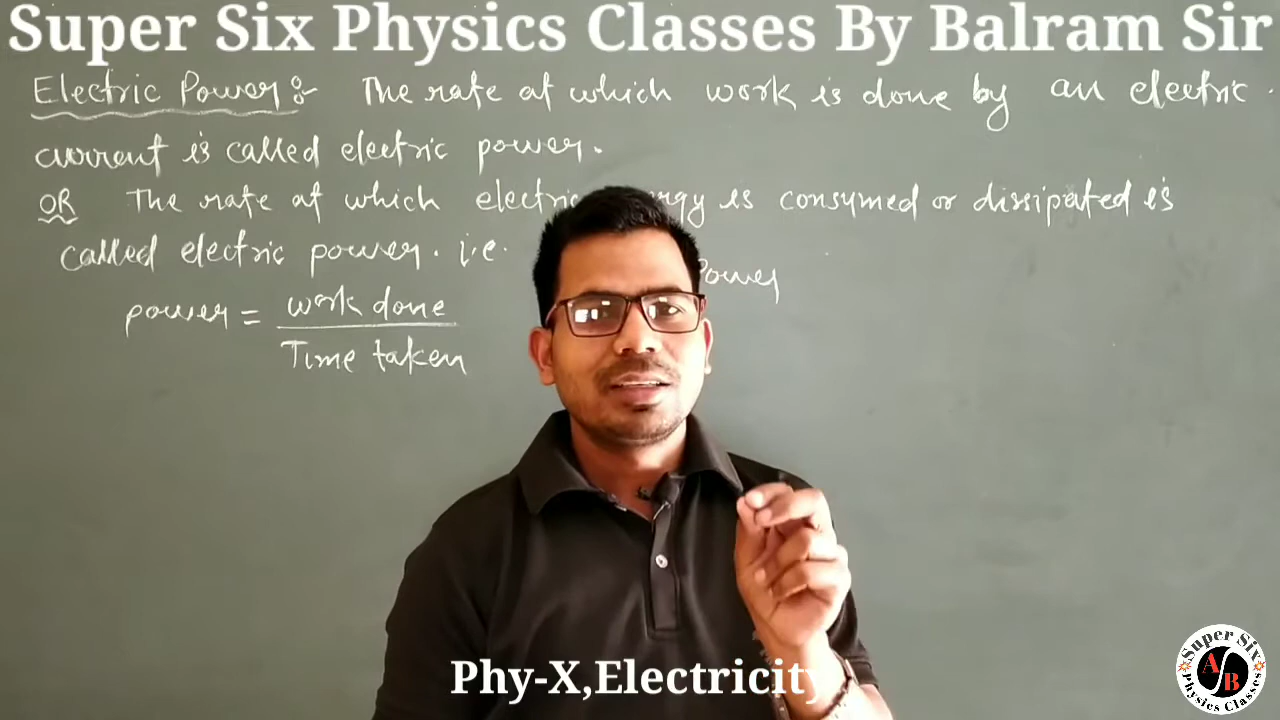 Super Six Physics Classes By Balram Sir
Electric Power:- The rate at which work is done by an electric
current is called electric power.
OR The rate at which electric energy is consumed or dissipated is
called electric power. i.e.
Power
power = work done
Time taken
Phy-X,Electricity
Super Six
AB
Physics Classes